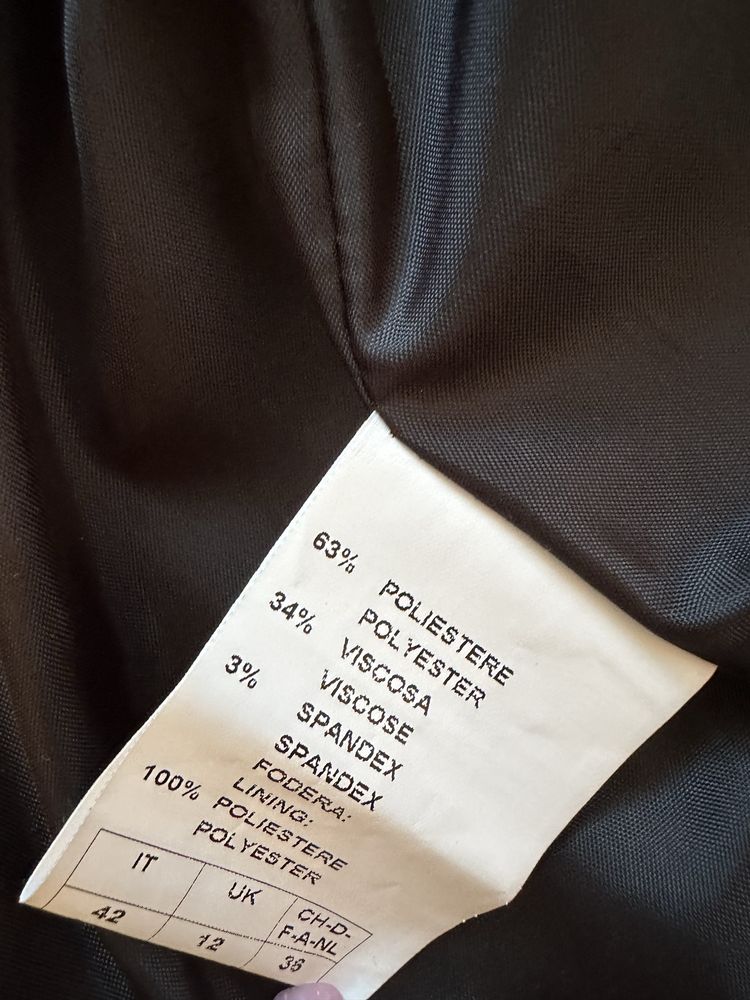 63% POLIESTERE
POLYESTER
34% VISCOSA
VISCOSE
3% SPANDEX
SPANDEX
FODERA:
LINING:
100% POLIESTERE
POLYESTER
IT UK CH-D-
F-A-NL
42 12 36